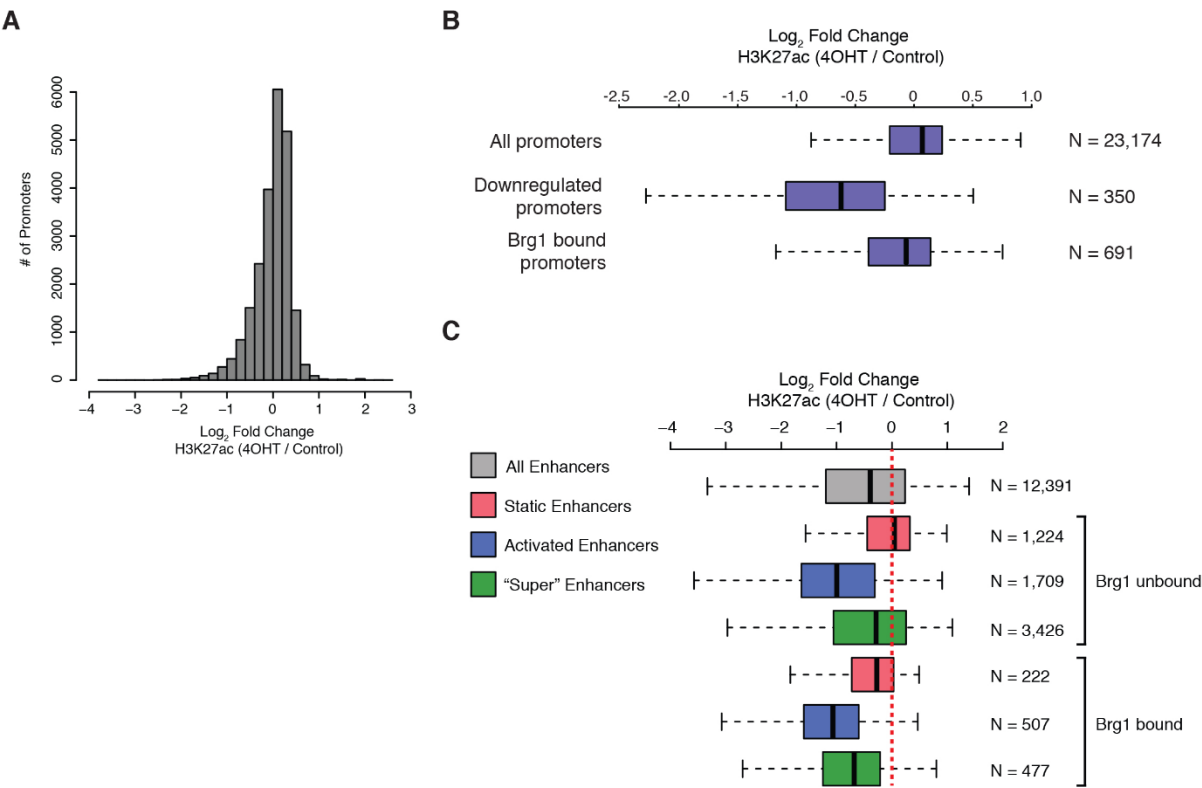 A
# of Promoters
6000
5000
4000
3000
2000
1000
0
−4 −3 −2 −1 0 1 2 3
Log2 Fold Change
H3K27ac (4OHT / Control)
B
Log2 Fold Change
H3K27ac (4OHT / Control)
-2.5 -2.0 -1.5 -1.0 -0.5 0 0.5 1.0
All promoters N = 23,174
Downregulated
promoters N = 350
Brg1 bound
promoters N = 691
C
Log2 Fold Change
H3K27ac (4OHT / Control)
−4 −3 −2 −1 0 1 2
All Enhancers
Static Enhancers
Activated Enhancers
“Super” Enhancers
N = 12,391
N = 1,224
N = 1,709
N = 3,426
Brg1 unbound
N = 222
N = 507
N = 477
Brg1 bound